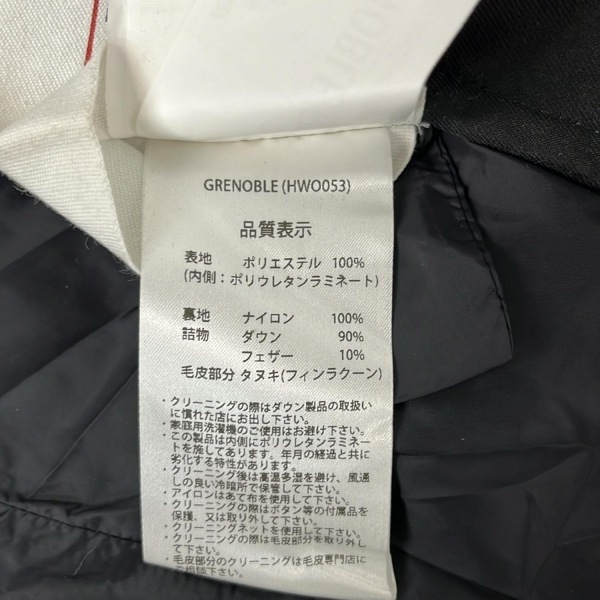 GRENOBLE (HWO053)
品質表示
表地 ポリエステル 100%
(内側：ポリウレタンラミネート)
裏地 ナイロン 100%
詰物 ダウン 90%
フェザー 10%
毛皮部分 タヌキ(フィンラクーン)
・クリーニングの際はダウン製品の取扱い
に慣れた店にお出し下さい。
・家庭用洗濯機のご使用はお避け下さい。
・この製品は内側にポリウレタンラミネー
トを施してあります。年月の経過と共に
劣化する特性があります。
・クリーニング後は高温多湿を避け、風通
しの良い冷暗所で保管して下さい。
・アイロンはあて布を使用して下さい。
・クリーニングの際はボタン等の付属品を
保護、又は取り外して下さい。
・クリーニングネットを使用して下さい。
・クリーニングの際は毛皮部分を取り外し
て下さい。
・毛皮部分のクリーニングは毛皮専門店に
ご相談下さい。